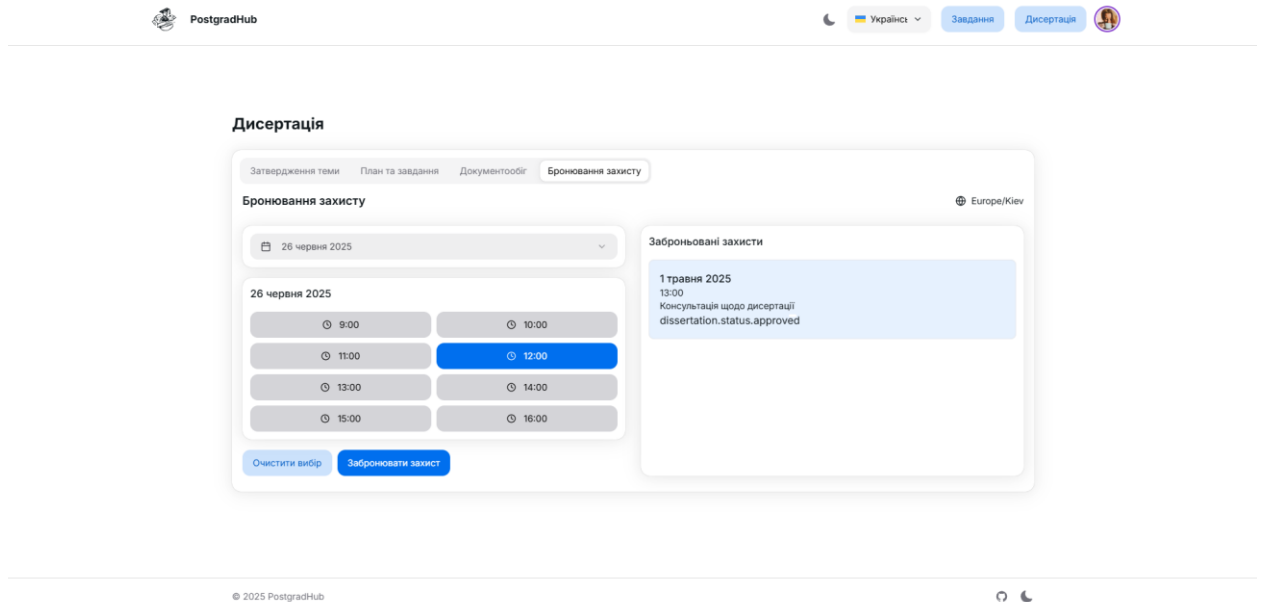 PostgradHub
Українсь
Завдання
Дисертація
Дисертація
Затвердження теми План та завдання Документообіг Бронювання захисту
Бронювання захисту
Europe/Kiev
26 червня 2025
26 червня 2025
9:00 10:00
11:00 12:00
13:00 14:00
15:00 16:00
Очистити вибір Забронювати захист
Заброньовані захисти
1 травня 2025
13:00
Консультація щодо дисертації
dissertation.status.approved
© 2025 PostgradHub